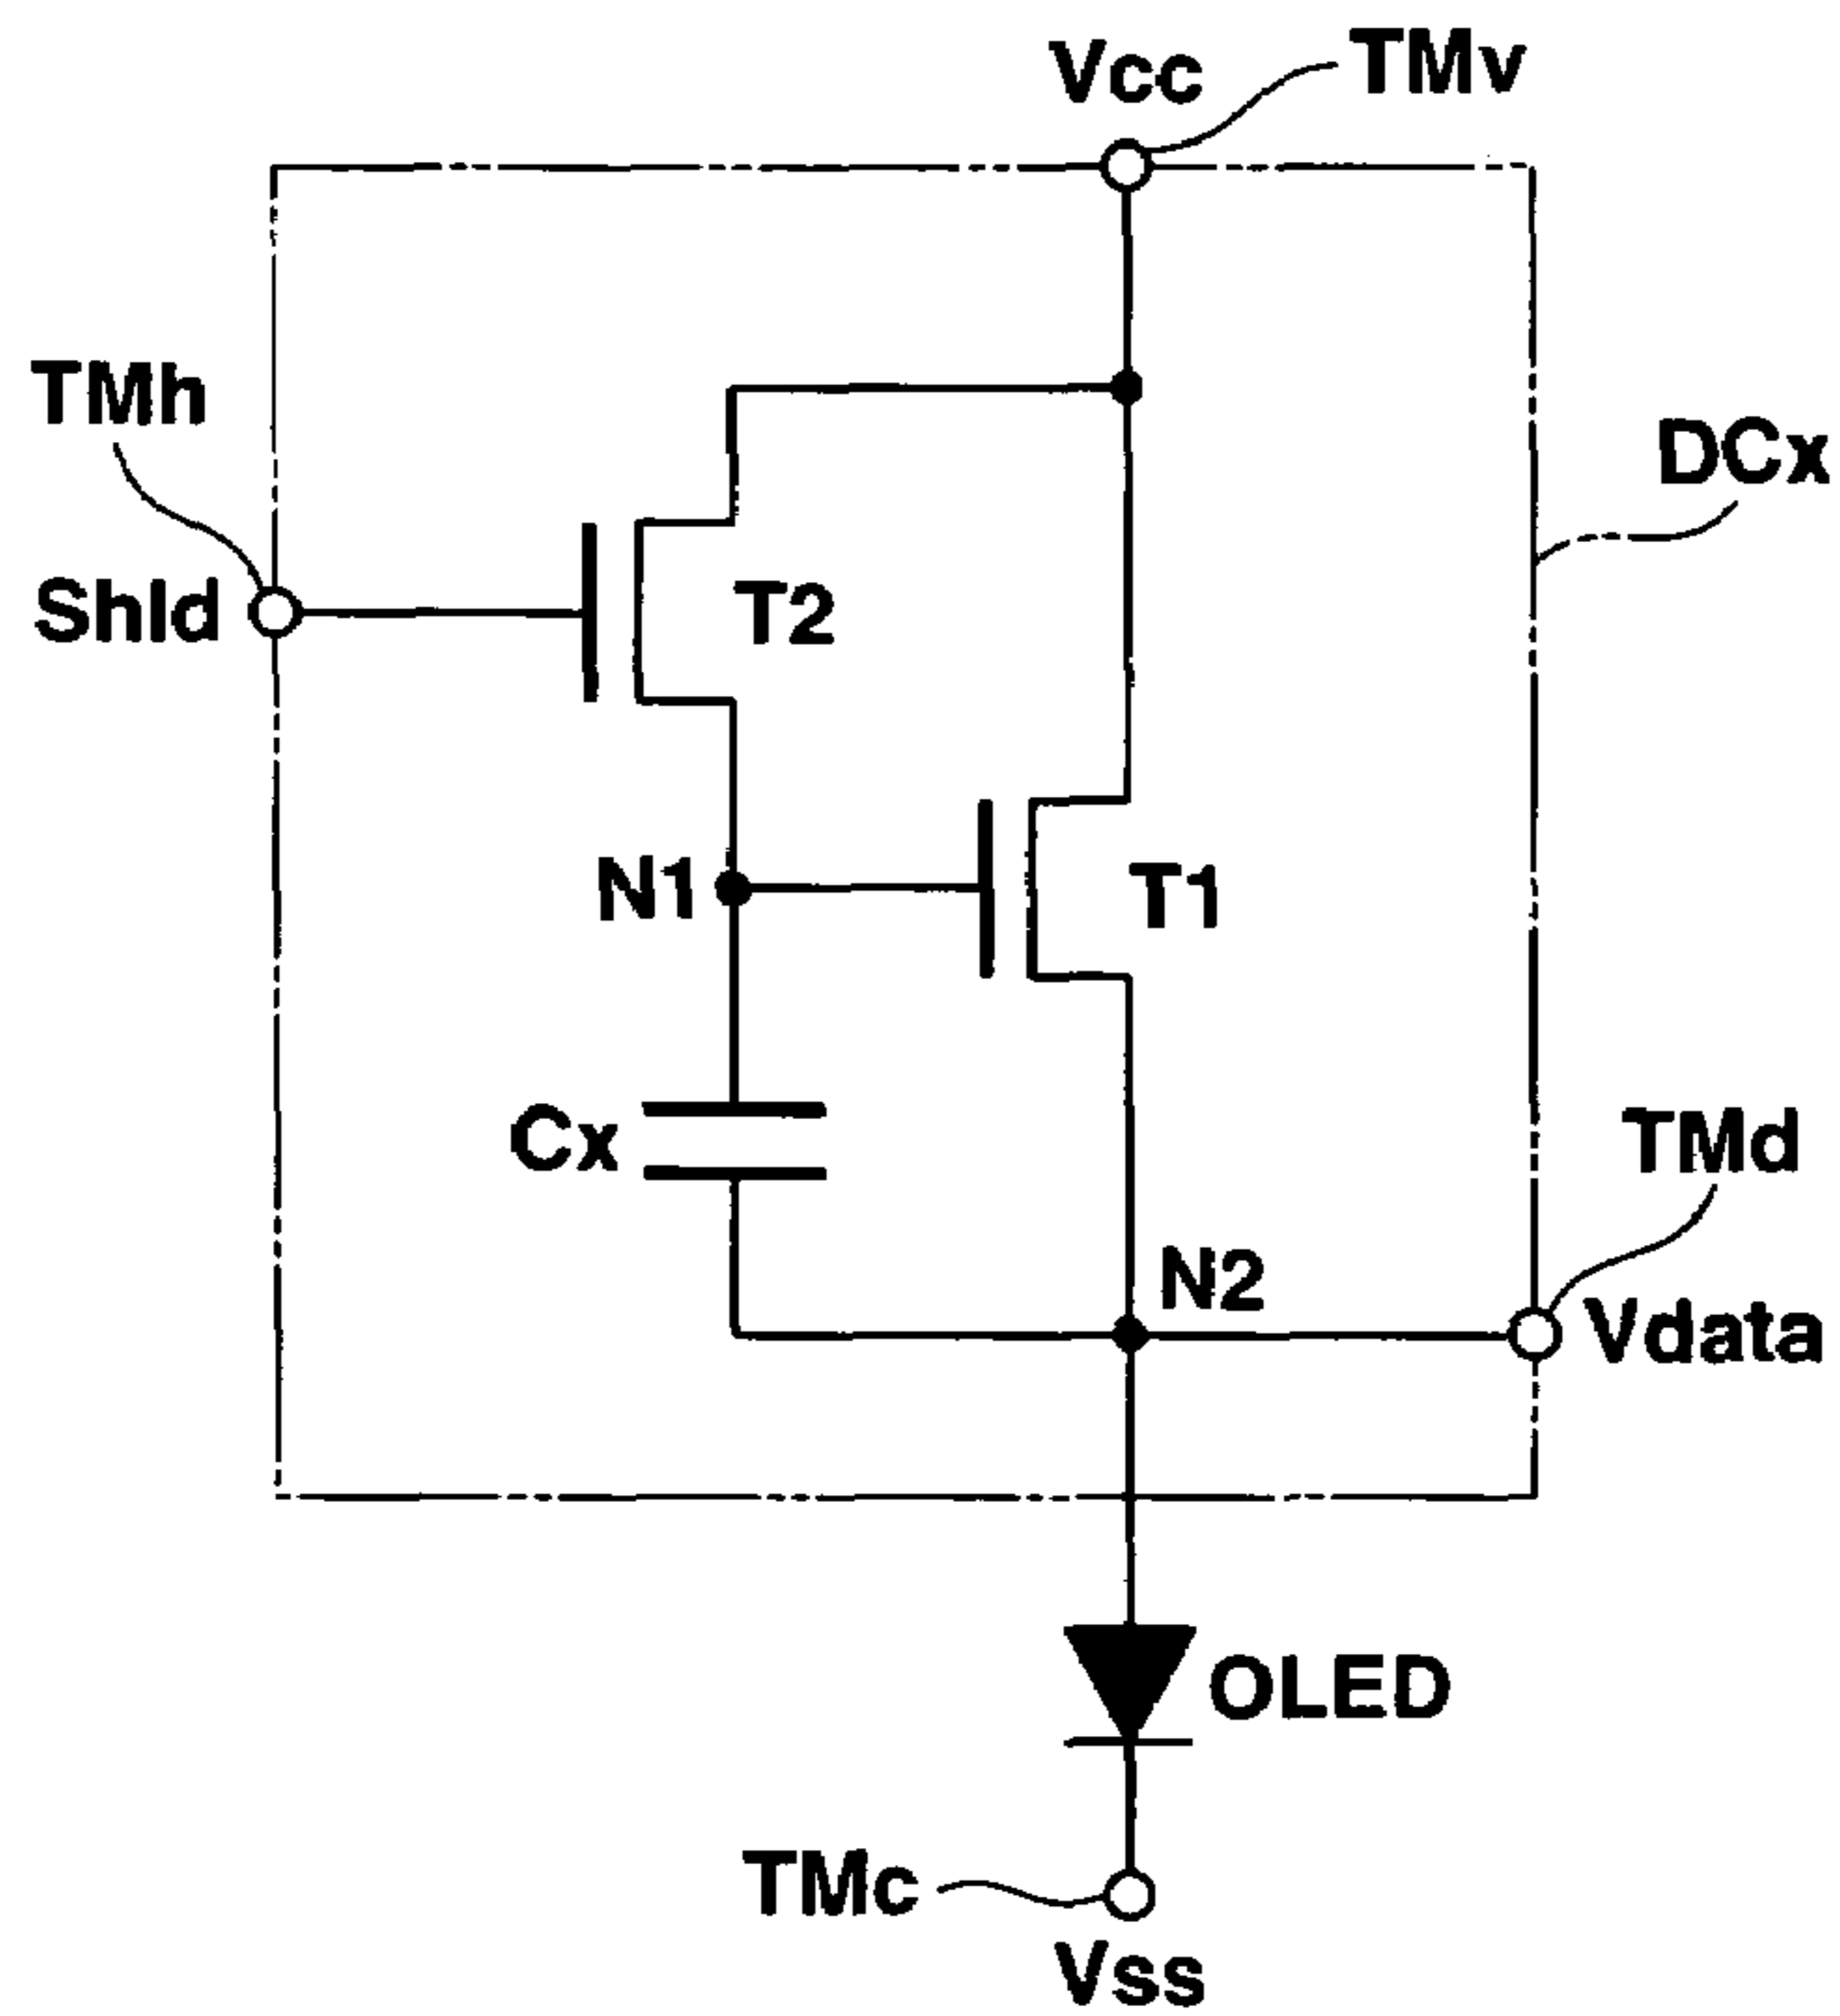 Vcc
TMv
TMh
DCx
Shld
T2
N1
T1
Cx
TMd
N2
Vdata
OLED
TMc
Vss